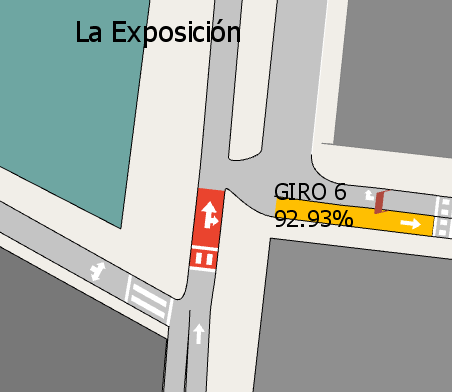 La Exposición
GIRO 6
92.93%